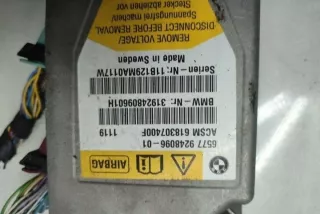 6577 9248096-01
AIRBAG
ACSM 618307400F 1119
BMW-Nr: 31924809601H
Serien-Nr: 11B129MA0117W
Made in Sweden
REMOVE VOLTAGE/
DISCONNECT BEFORE REMOVAL
Spannungsfrei machen/
Stecker abziehen vor